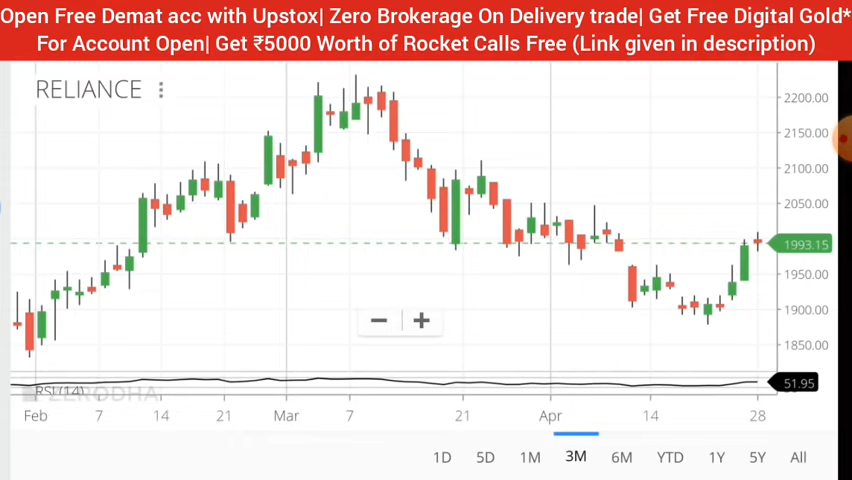 Open Free Demat acc with Upstox| Zero Brokerage On Delivery trade| Get Free Digital Gold*
For Account Open| Get ₹5000 Worth of Rocket Calls Free (Link given in description)
RELIANCE
2200.00
2150.00
2100.00
2050.00
1993.15
1950.00
1900.00
1850.00
RSI(14)
ZERODHA
51.95
Feb 7 14 21 Mar 7 21 Apr 14 28
1D 5D 1M 3M 6M YTD 1Y 5Y All